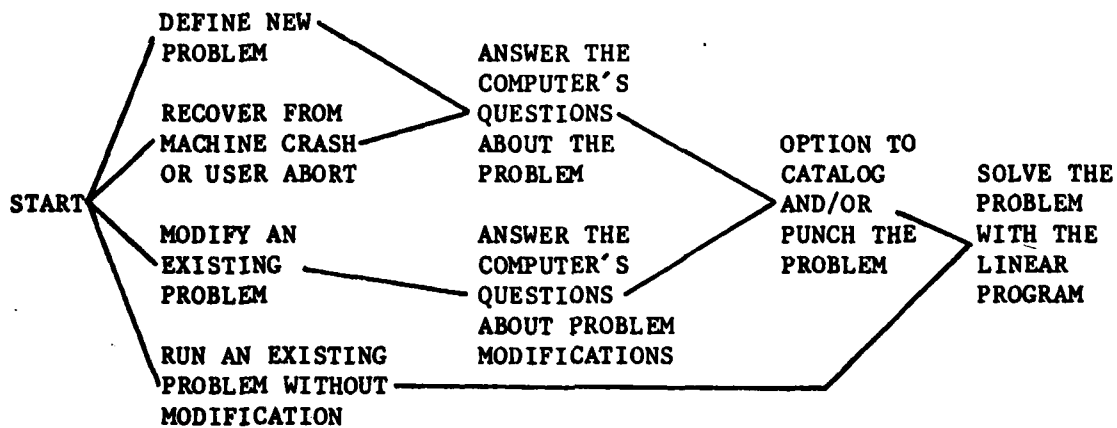 START
DEFINE NEW
PROBLEM
RECOVER FROM
MACHINE CRASH
OR USER ABORT
MODIFY AN
EXISTING
PROBLEM
RUN AN EXISTING
PROBLEM WITHOUT
MODIFICATION
ANSWER THE
COMPUTER'S
QUESTIONS
ABOUT THE
PROBLEM
ANSWER THE
COMPUTER'S
QUESTIONS
ABOUT PROBLEM
MODIFICATIONS
OPTION TO
CATALOG
AND/OR
PUNCH THE
PROBLEM
SOLVE THE
PROBLEM
WITH THE
LINEAR
PROGRAM